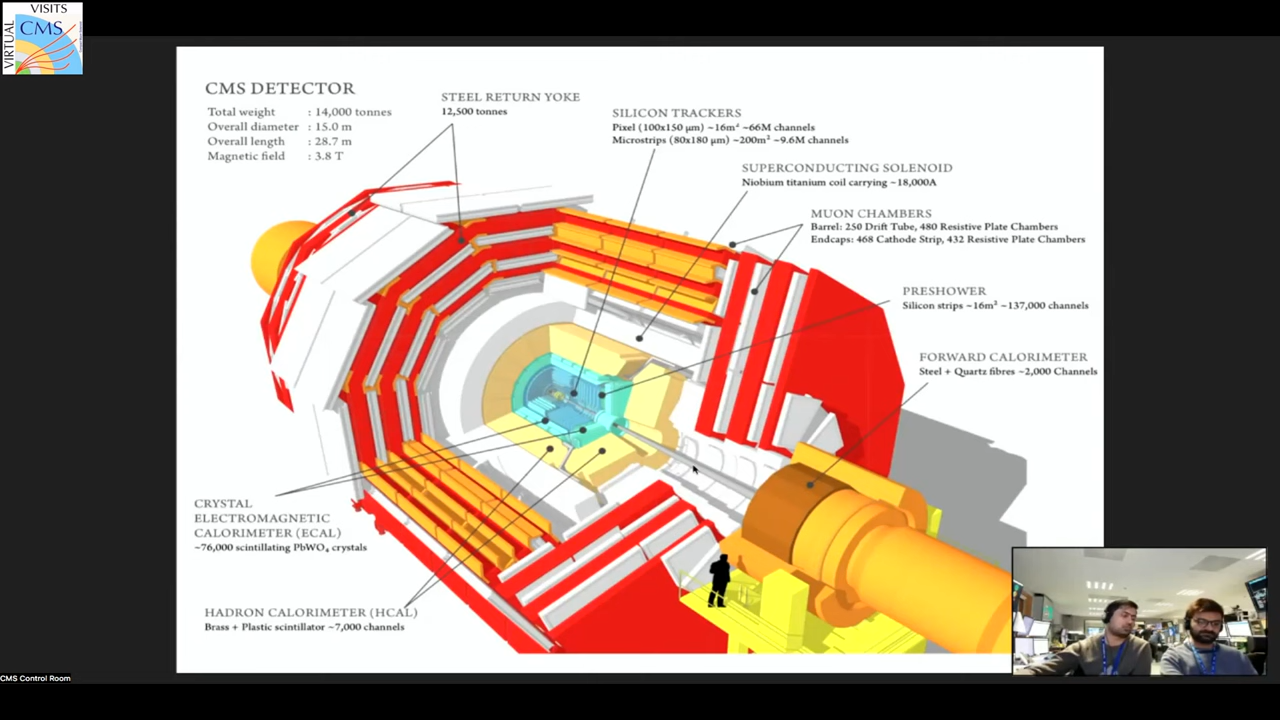 VISITS
CMS
VIRTUAL
CMS DETECTOR
Total weight : 14,000 tonnes
Overall diameter : 15.0 m
Overall length : 28.7 m
Magnetic field : 3.8 T
STEEL RETURN YOKE
12,500 tonnes
SILICON TRACKERS
Pixel (100x150 μm) ~16m² ~66M channels
Microstrips (80x180 μm) ~200m² ~9.6M channels
SUPERCONDUCTING SOLENOID
Niobium titanium coil carrying ~18,000A
MUON CHAMBERS
Barrel: 250 Drift Tube, 480 Resistive Plate Chambers
Endcaps: 468 Cathode Strip, 432 Resistive Plate Chambers
PRESHOWER
Silicon strips ~16m² ~137,000 channels
FORWARD CALORIMETER
Steel + Quartz fibres ~2,000 Channels
CRYSTAL
ELECTROMAGNETIC
CALORIMETER (ECAL)
~76,000 scintillating PbWO₄ crystals
HADRON CALORIMETER (HCAL)
Brass + Plastic scintillator ~7,000 channels
CMS Control Room